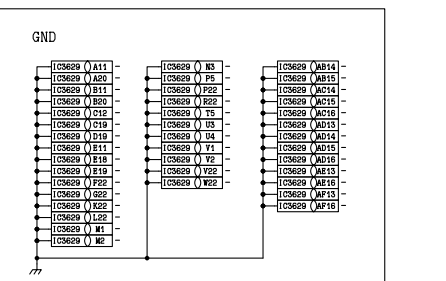 GND
IC3629 A11 -
IC3629 A20 -
IC3629 B11 -
IC3629 B20 -
IC3629 C12 -
IC3629 C19 -
IC3629 D19 -
IC3629 E11 -
IC3629 E18 -
IC3629 E19 -
IC3629 F22 -
IC3629 G22 -
IC3629 K22 -
IC3629 L22 -
IC3629 M1 -
IC3629 M2 -
IC3629 N3 -
IC3629 P5 -
IC3629 P22 -
IC3629 R22 -
IC3629 T5 -
IC3629 U3 -
IC3629 U4 -
IC3629 V1 -
IC3629 V2 -
IC3629 V22 -
IC3629 W22 -
IC3629 AB14 -
IC3629 AB15 -
IC3629 AC14 -
IC3629 AC15 -
IC3629 AC16 -
IC3629 AD13 -
IC3629 AD14 -
IC3629 AD15 -
IC3629 AD16 -
IC3629 AE13 -
IC3629 AE16 -
IC3629 AF13 -
IC3629 AF16 -